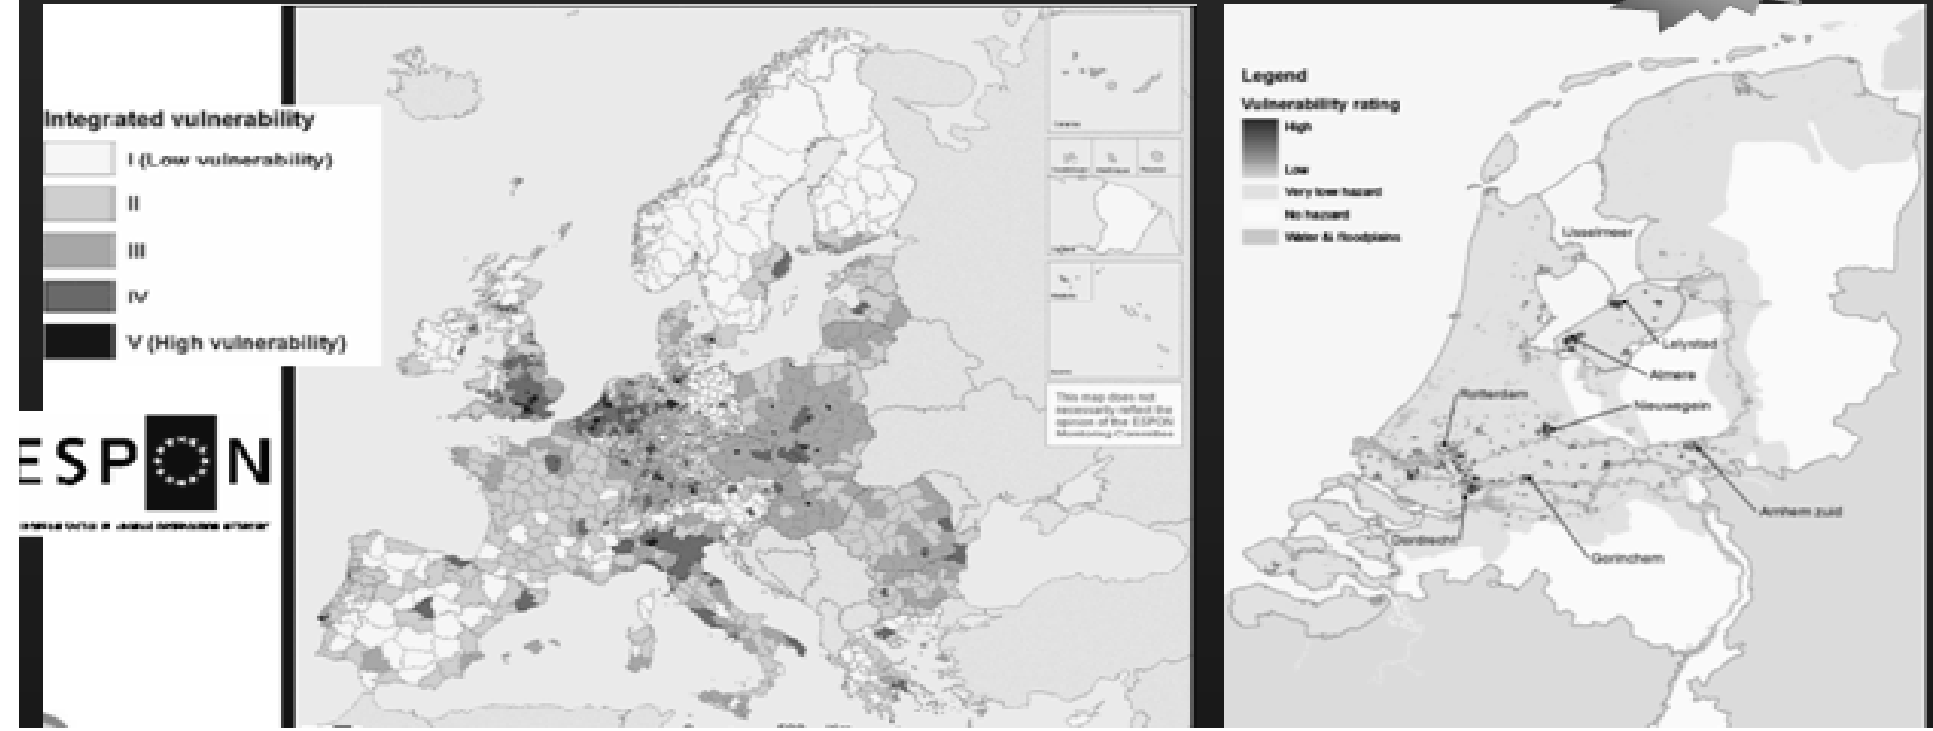 Integrated vulnerability
I (Low vulnerability)
II
III
IV
V (High vulnerability)
ESPON
This map does not
necessarily reflect the
opinion of the ESPON
Monitoring Committee
Legend
Vulnerability rating
High
Low
Very low hazard
No hazard
Water & floodplains
IJsselmeer
Lelystad
Almere
Rotterdam
Nieuwegein
Arnhem zuid
Dordrecht
Gorinchem